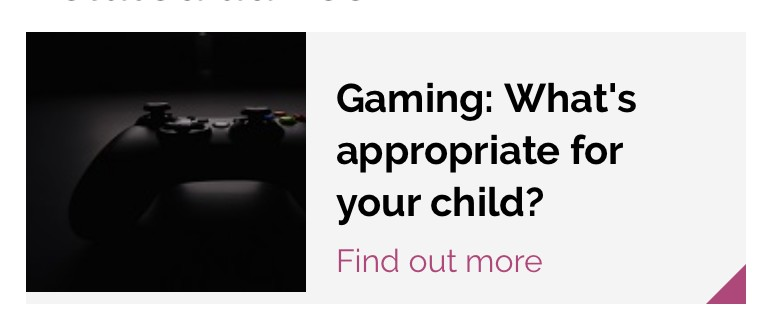 Gaming: What's
appropriate for
your child?
Find out more